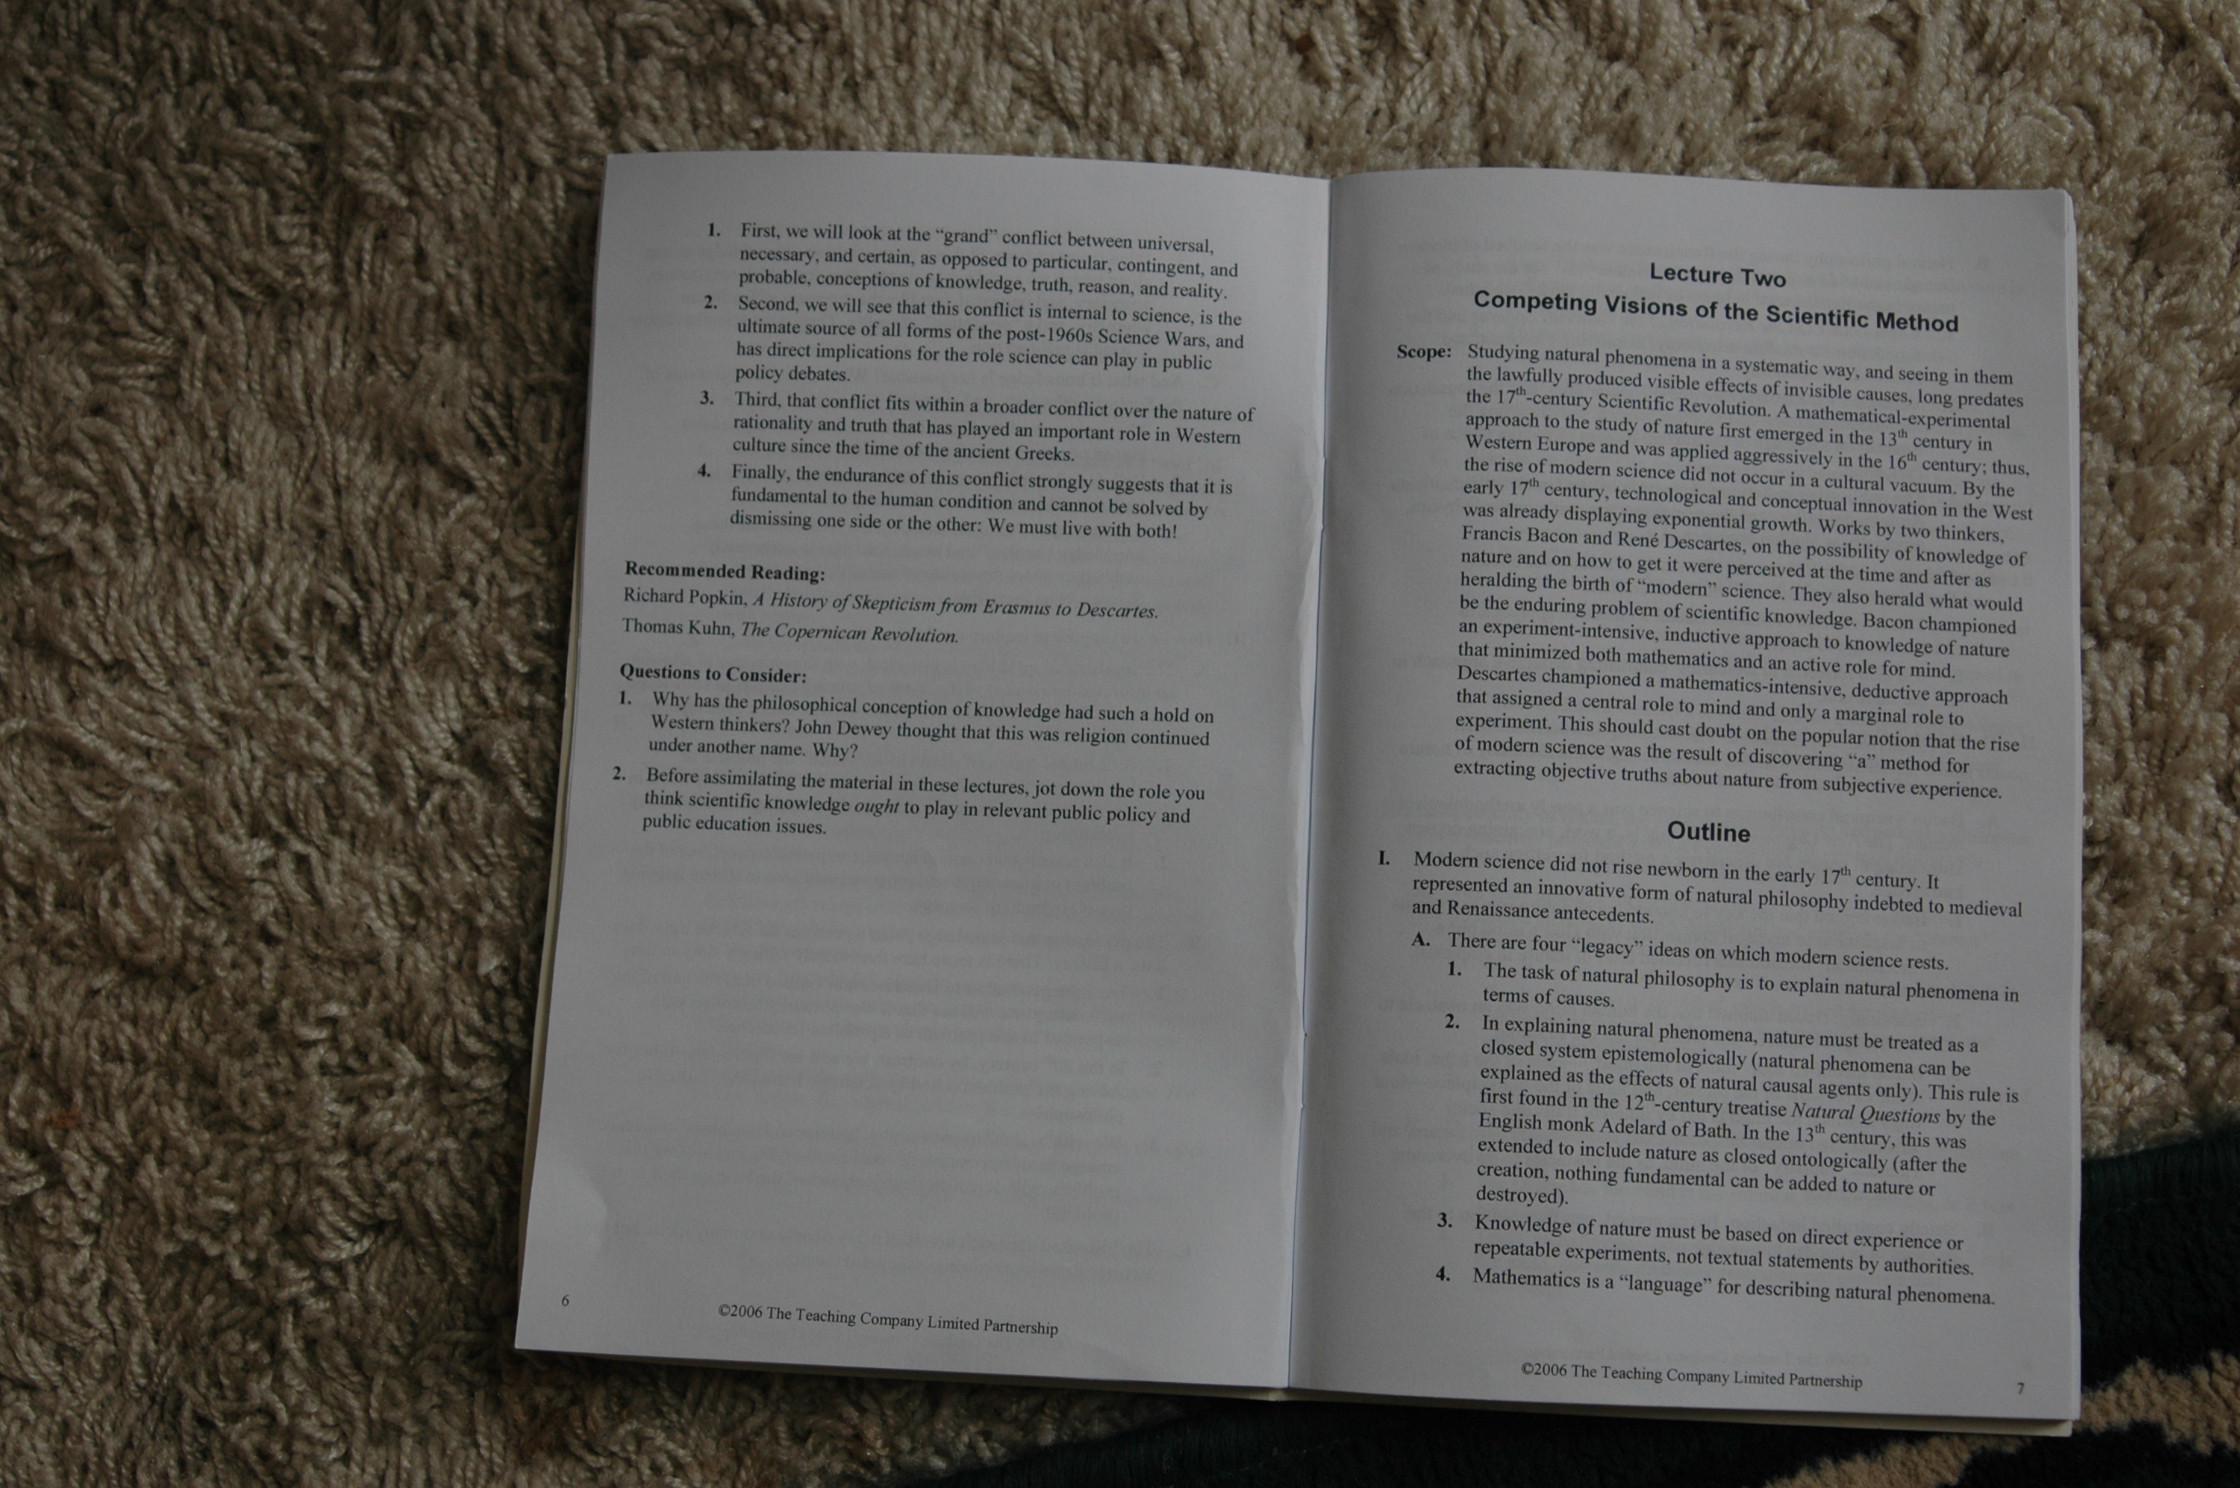 1. First, we will look at the “grand” conflict between universal,
necessary, and certain, as opposed to particular, contingent, and
probable, conceptions of knowledge, truth, reason, and reality.
2. Second, we will see that this conflict is internal to science, is the
ultimate source of all forms of the post-1960s Science Wars, and
has direct implications for the role science can play in public
policy debates.
3. Third, that conflict fits within a broader conflict over the nature of
rationality and truth that has played an important role in Western
culture since the time of the ancient Greeks.
4. Finally, the endurance of this conflict strongly suggests that it is
fundamental to the human condition and cannot be solved by
dismissing one side or the other: We must live with both!
Recommended Reading:
Richard Popkin, A History of Skepticism from Erasmus to Descartes.
Thomas Kuhn, The Copernican Revolution.
Questions to Consider:
1. Why has the philosophical conception of knowledge had such a hold on
Western thinkers? John Dewey thought that this was religion continued
under another name. Why?
2. Before assimilating the material in these lectures, jot down the role you
think scientific knowledge ought to play in relevant public policy and
public education issues.
6
©2006 The Teaching Company Limited Partnership
Lecture Two
Competing Visions of the Scientific Method
Scope: Studying natural phenomena in a systematic way, and seeing in them
the lawfully produced visible effects of invisible causes, long predates
the 17th-century Scientific Revolution. A mathematical-experimental
approach to the study of nature first emerged in the 13th century in
Western Europe and was applied aggressively in the 16th century; thus,
the rise of modern science did not occur in a cultural vacuum. By the
early 17th century, technological and conceptual innovation in the West
was already displaying exponential growth. Works by two thinkers,
Francis Bacon and René Descartes, on the possibility of knowledge of
nature and on how to get it were perceived at the time and after as
heralding the birth of “modern” science. They also herald what would
be the enduring problem of scientific knowledge. Bacon championed
an experiment-intensive, inductive approach to knowledge of nature
that minimized both mathematics and an active role for mind.
Descartes championed a mathematics-intensive, deductive approach
that assigned a central role to mind and only a marginal role to
experiment. This should cast doubt on the popular notion that the rise
of modern science was the result of discovering “a” method for
extracting objective truths about nature from subjective experience.
Outline
I. Modern science did not rise newborn in the early 17th century. It
represented an innovative form of natural philosophy indebted to medieval
and Renaissance antecedents.
A. There are four “legacy” ideas on which modern science rests.
1. The task of natural philosophy is to explain natural phenomena in
terms of causes.
2. In explaining natural phenomena, nature must be treated as a
closed system epistemologically (natural phenomena can be
explained as the effects of natural causal agents only). This rule is
first found in the 12th-century treatise Natural Questions by the
English monk Adelard of Bath. In the 13th century, this was
extended to include nature as closed ontologically (after the
creation, nothing fundamental can be added to nature or
destroyed).
3. Knowledge of nature must be based on direct experience or
repeatable experiments, not textual statements by authorities.
4. Mathematics is a “language” for describing natural phenomena.
©2006 The Teaching Company Limited Partnership
7